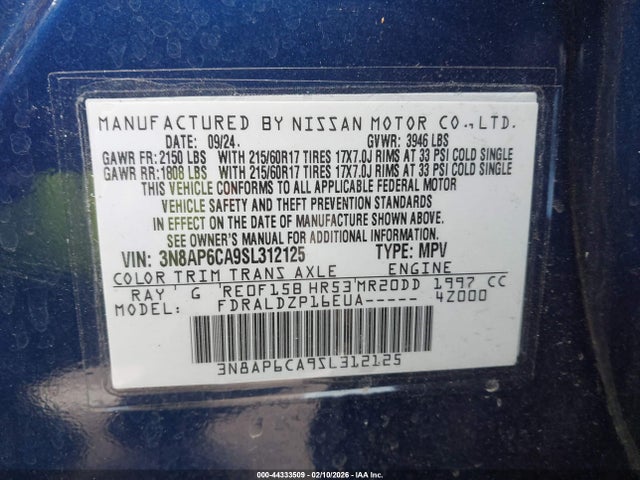 MANUFACTURED BY NISSAN MOTOR CO.,LTD.
DATE: 09/24. GVWR: 3946 LBS
GAWR FR: 2150 LBS WITH 215/60R17 TIRES 17X7.0J RIMS AT 33 PSI COLD SINGLE
GAWR RR: 1808 LBS WITH 215/60R17 TIRES 17X7.0J RIMS AT 33 PSI COLD SINGLE
THIS VEHICLE CONFORMS TO ALL APPLICABLE FEDERAL MOTOR
VEHICLE SAFETY AND THEFT PREVENTION STANDARDS
IN EFFECT ON THE DATE OF MANUFACTURE SHOWN ABOVE.
SEE OWNER'S MANUAL FOR ADDITIONAL INFORMATION.
VIN: 3N8AP6CA9SL312125 TYPE: MPV
COLOR TRIM TRANS AXLE ENGINE
RAY G RE0F15B HR53 MR20DD 1997 CC
MODEL: FDRALDZP16EUA----- 4Z000
3N8AP6CA9SL312125
000-44333509 - 02/10/2026 - IAA Inc.